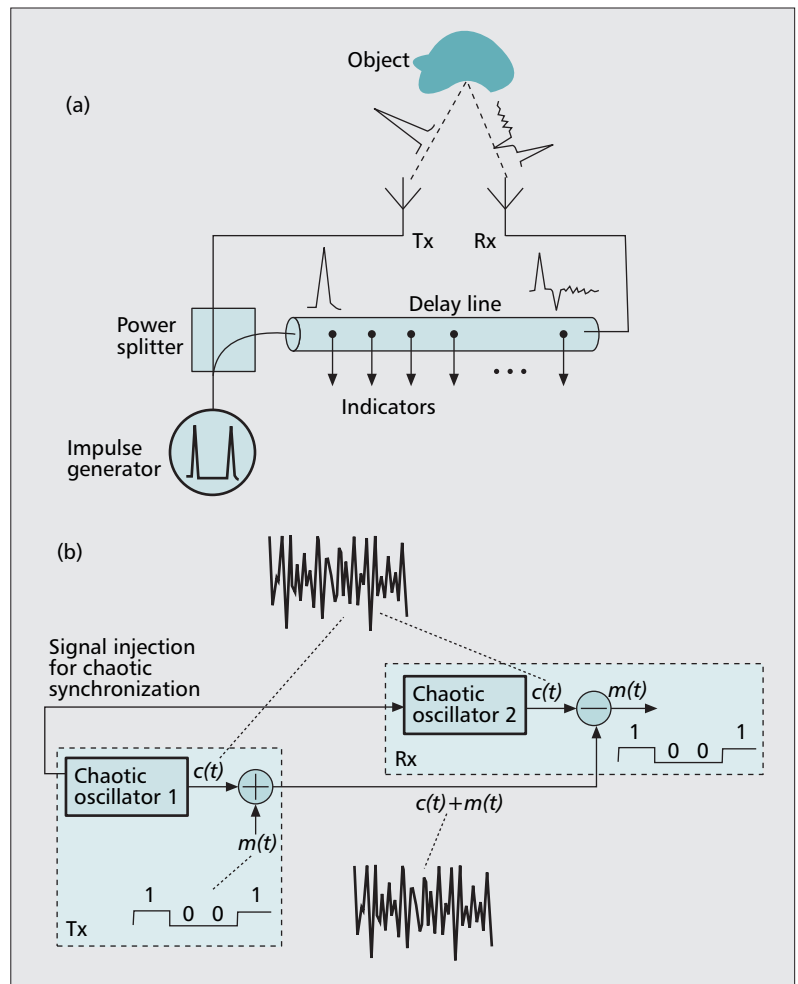 Object
(a)
Tx
Rx
Delay line
Power
splitter
...
Indicators
Impulse
generator
(b)
Signal injection
for chaotic
synchronization
Chaotic
oscillator 2
c(t)
m(t)
1
0 0
1
Rx
Chaotic
oscillator 1
c(t)
c(t)+m(t)
m(t)
1
0 0
1
Tx